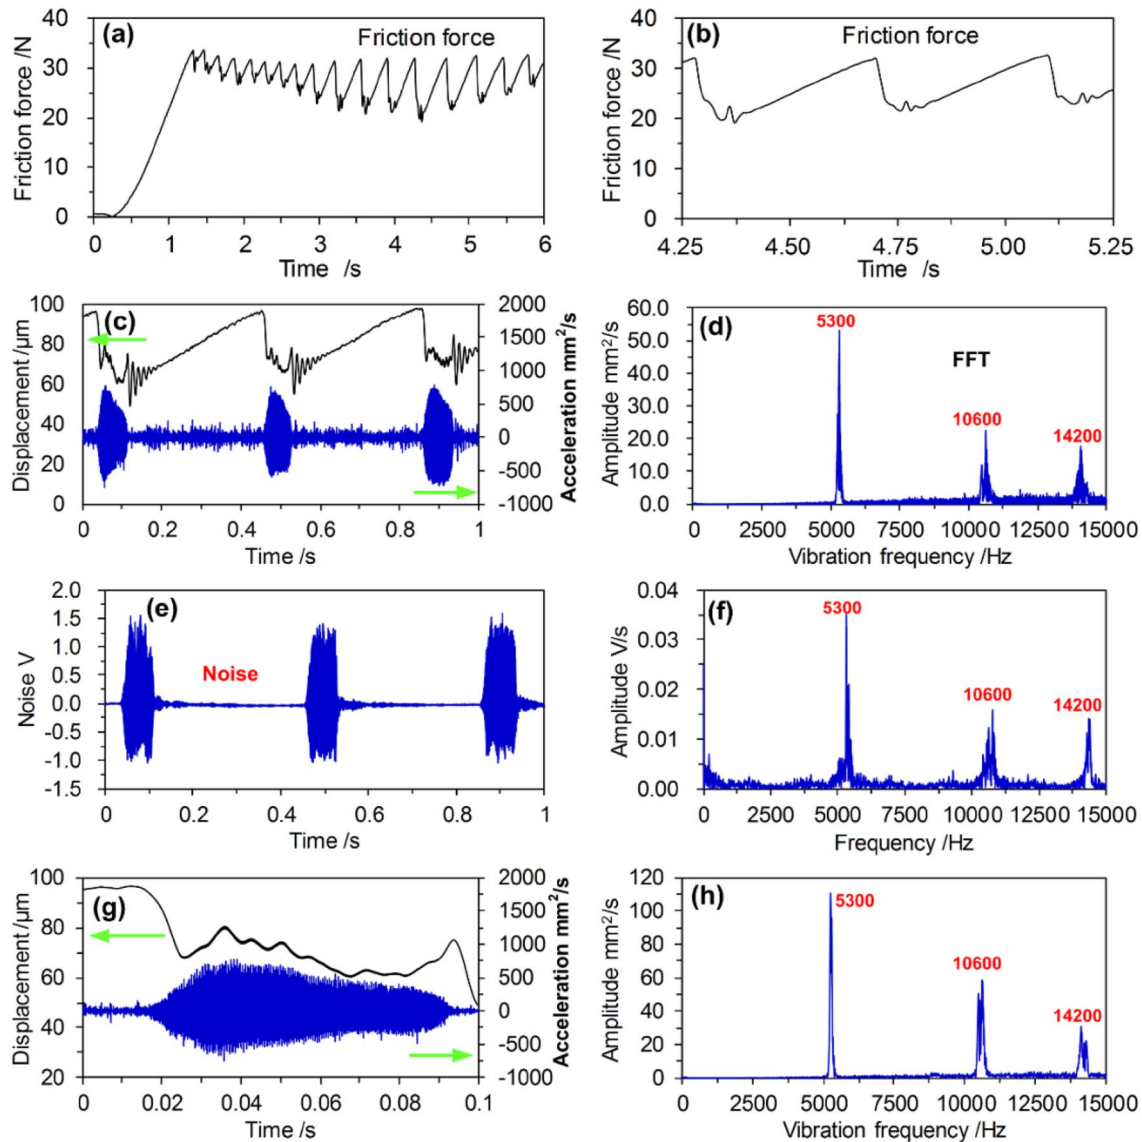 (a)
Friction force
Friction force /N
40
30
20
10
0
0 1 2 3 4 5 6
Time /s
(b)
Friction force
Friction force /N
40
30
20
10
0
4.25 4.50 4.75 5.00 5.25
Time /s
(c)
Displacement /μm
100
80
60
40
20
0
2000
1500
1000
500
0
-500
-1000
Acceleration mm²/s
0.0 0.2 0.4 0.6 0.8 1
Time /s
(d)
5300
FFT
10600
14200
Amplitude mm²/s
60.0
50.0
40.0
30.0
20.0
10.0
0.0
0 2500 5000 7500 10000 12500 15000
Vibration frequency /Hz
(e)
Noise
Noise V
2.0
1.5
1.0
0.5
0.0
-0.5
-1.0
-1.5
0 0.2 0.4 0.6 0.8 1
Time /s
(f)
5300
10600
14200
Amplitude V/s
0.04
0.03
0.02
0.01
0.00
0 2500 5000 7500 10000 12500 15000
Frequency /Hz
(g)
Displacement /μm
100
80
60
40
20
2000
1500
1000
500
0
-500
-1000
Acceleration mm²/s
0 0.02 0.04 0.06 0.08 0.1
Time /s
(h)
5300
10600
14200
Amplitude mm²/s
120
100
80
60
40
20
0
0 2500 5000 7500 10000 12500 15000
Vibration frequency /Hz